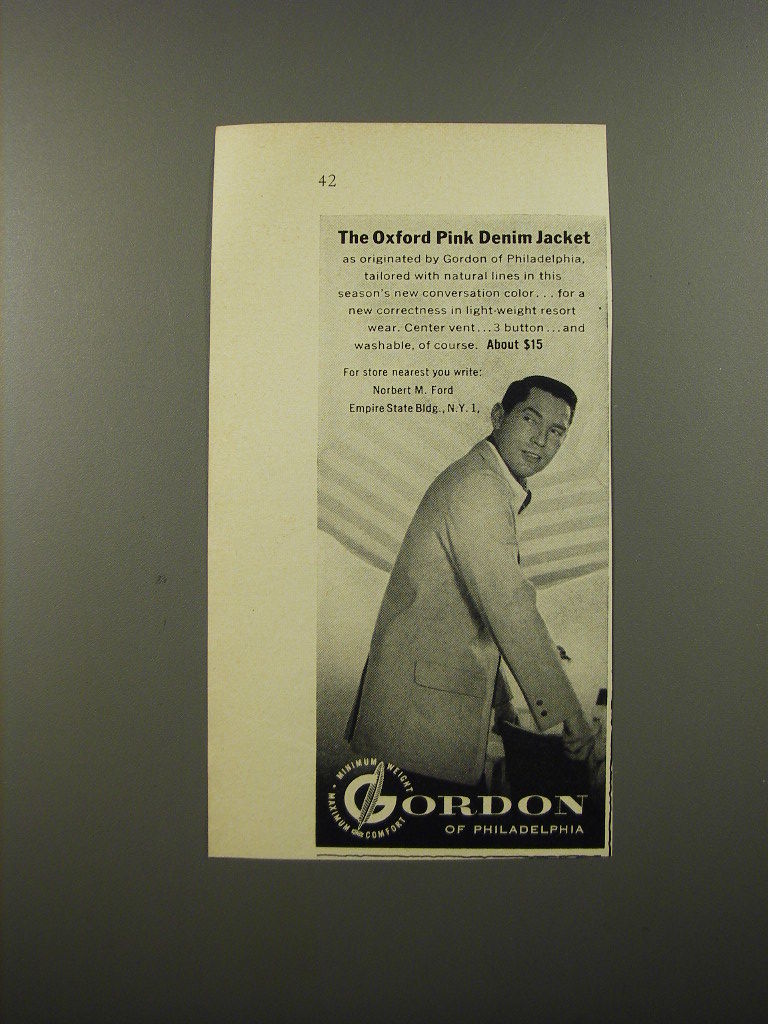 42
The Oxford Pink Denim Jacket
as originated by Gordon of Philadelphia,
tailored with natural lines in this
season's new conversation color... for a
new correctness in light-weight resort
wear. Center vent...3 button...and
washable, of course. About $15
For store nearest you write:
Norbert M. Ford
Empire State Bldg., N.Y. 1,
MINIMUM WEIGHT
MAXIMUM COMFORT
GORDON
OF PHILADELPHIA